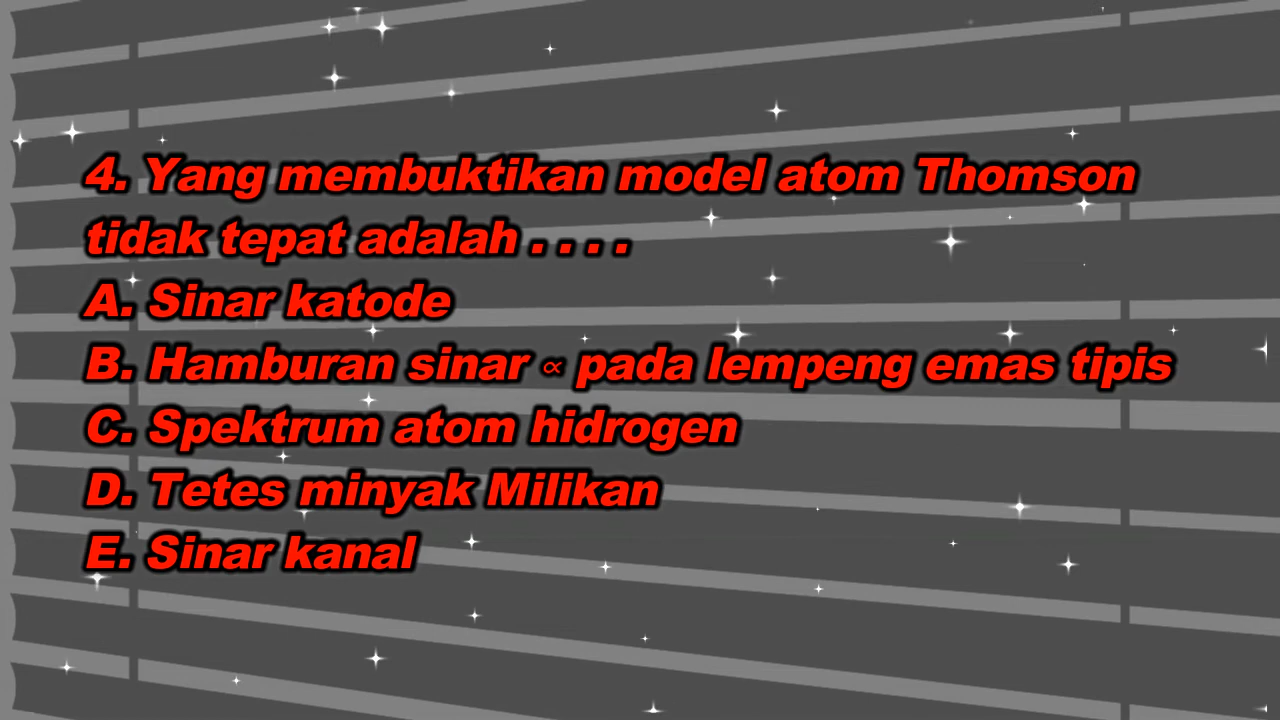 4. Yang membuktikan model atom Thomson
tidak tepat adalah . . . .
A. Sinar katode
B. Hamburan sinar ∝ pada lempeng emas tipis
C. Spektrum atom hidrogen
D. Tetes minyak Milikan
E. Sinar kanal